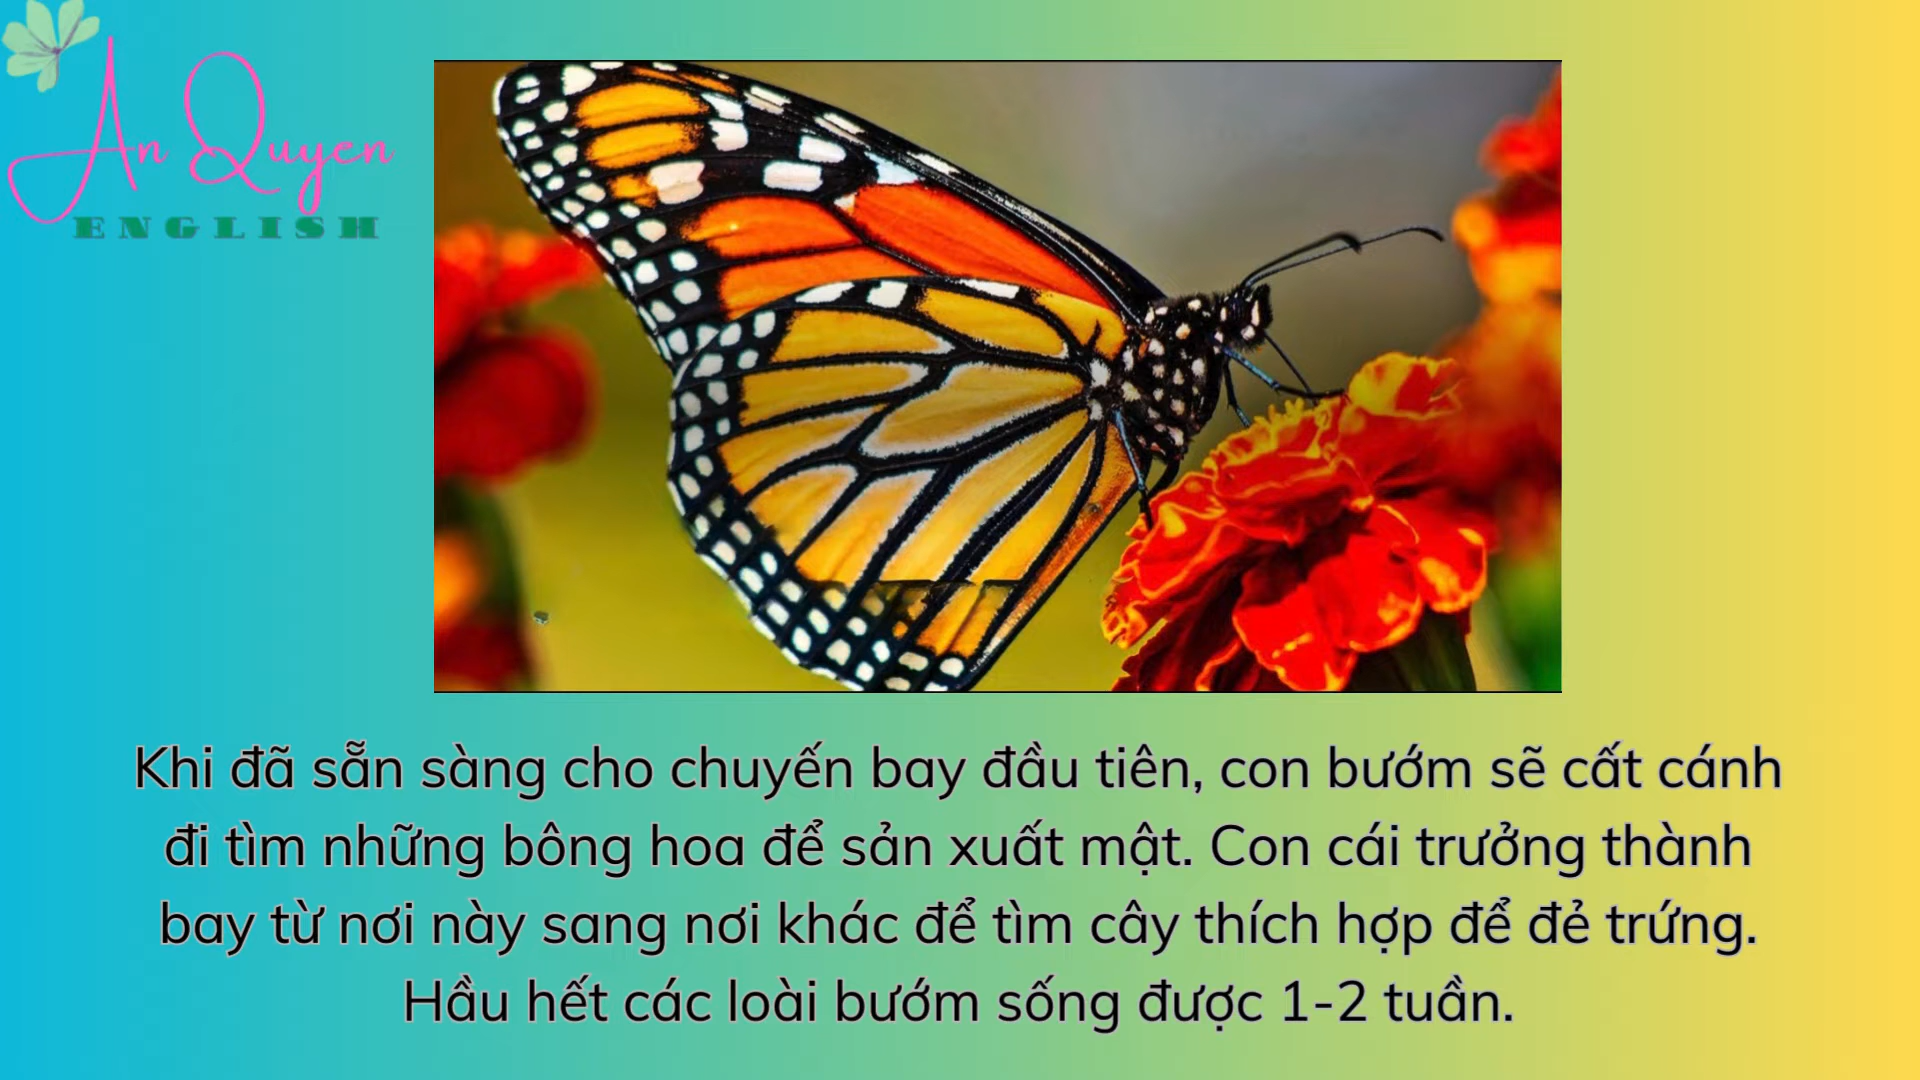 An Quyen
ENGLISH
Khi đã sẵn sàng cho chuyến bay đầu tiên, con bướm sẽ cất cánh
đi tìm những bông hoa để sản xuất mật. Con cái trưởng thành
bay từ nơi này sang nơi khác để tìm cây thích hợp để đẻ trứng.
Hầu hết các loài bướm sống được 1-2 tuần.